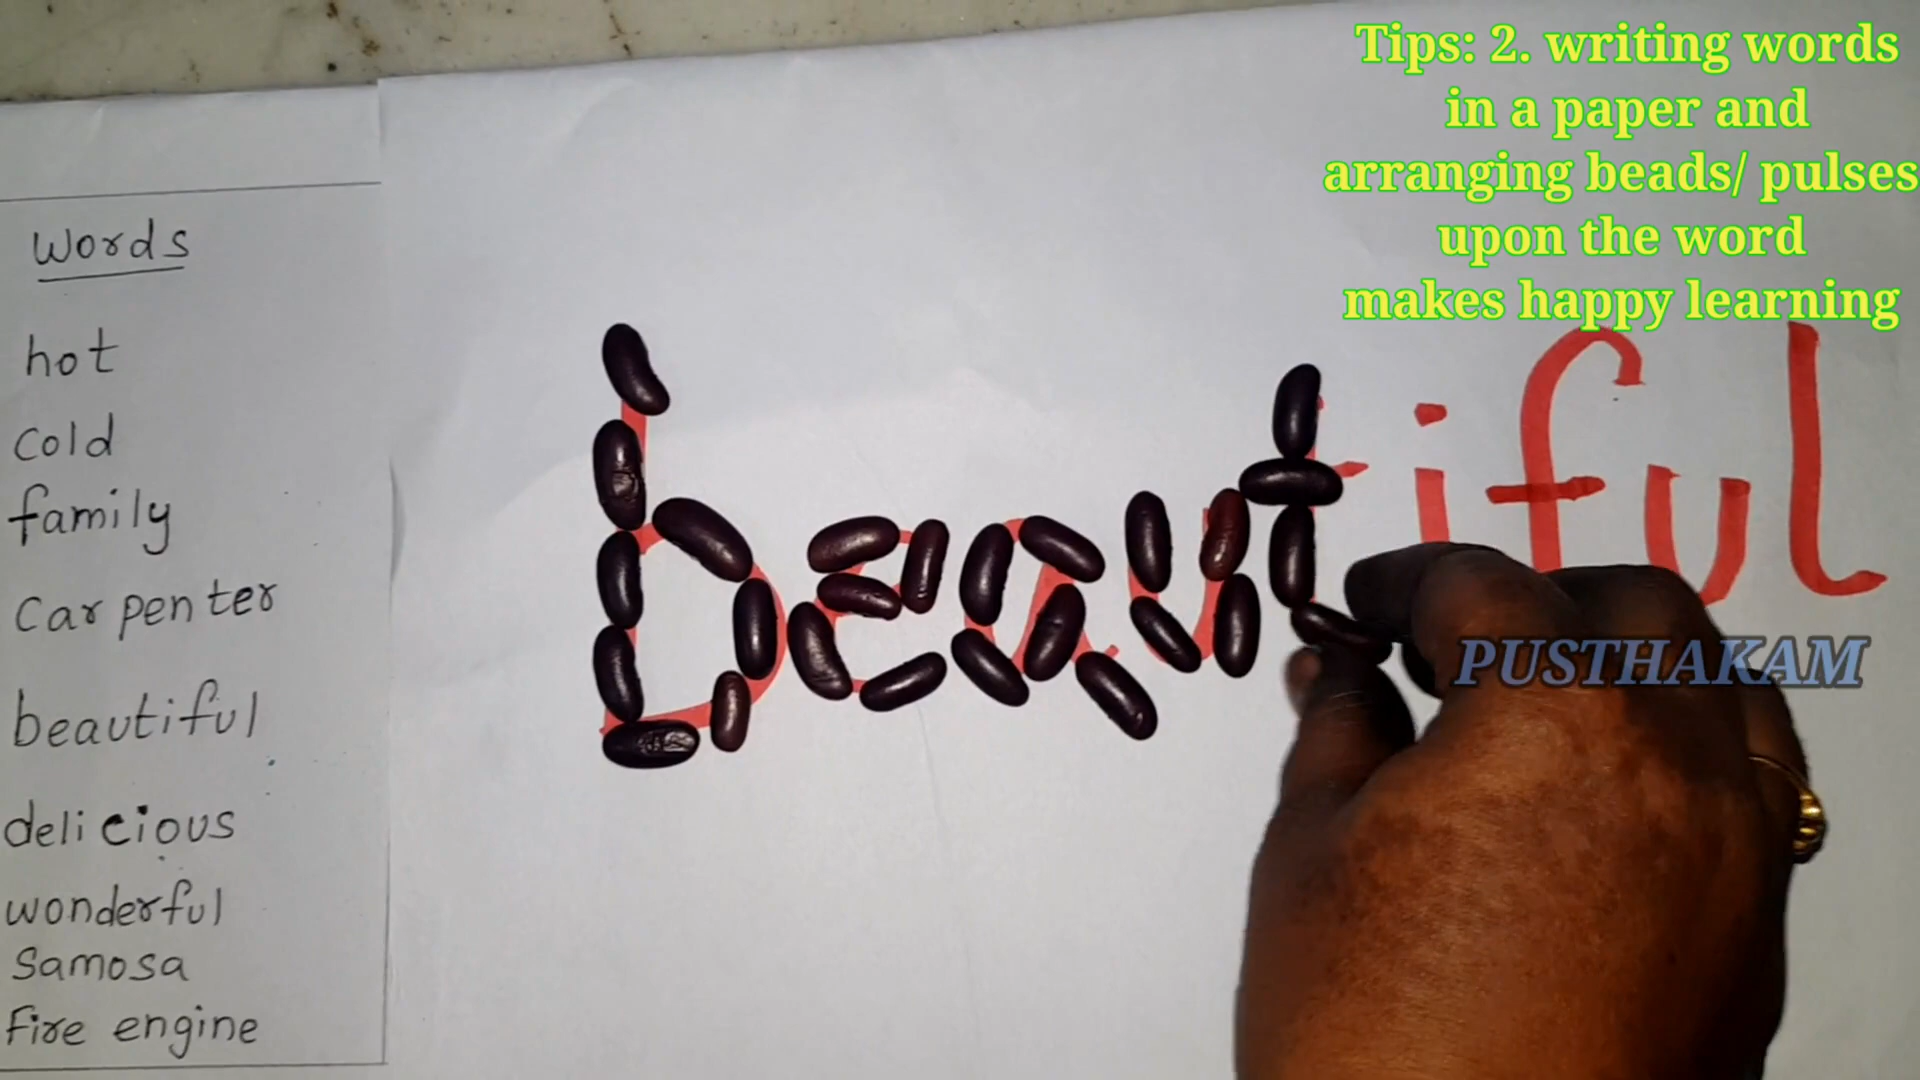 Tips: 2. writing words
in a paper and
arranging beads/ pulses
upon the word
makes happy learning
Words
hot
cold
family
Carpenter
beautiful
delicious
wonderful
Samosa
Fire engine
beautiful
PUSTHAKAM